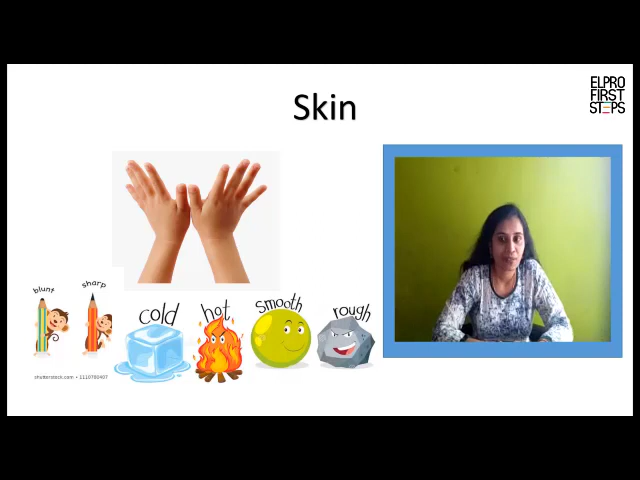 ELPRO
FIRST
STEPS
Skin
blunt
sharp
cold
hot
smooth
rough
shutterstock.com • 1110780407